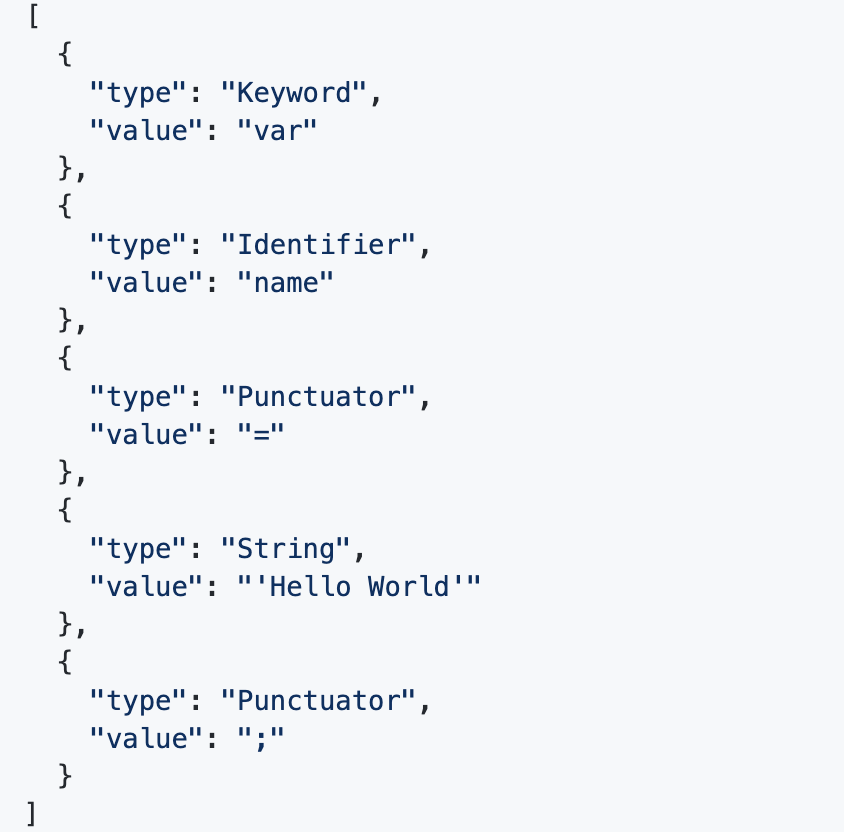 [
  {
    "type": "Keyword",
    "value": "var"
  },
  {
    "type": "Identifier",
    "value": "name"
  },
  {
    "type": "Punctuator",
    "value": "="
  },
  {
    "type": "String",
    "value": "'Hello World'"
  },
  {
    "type": "Punctuator",
    "value": ";"
  }
]